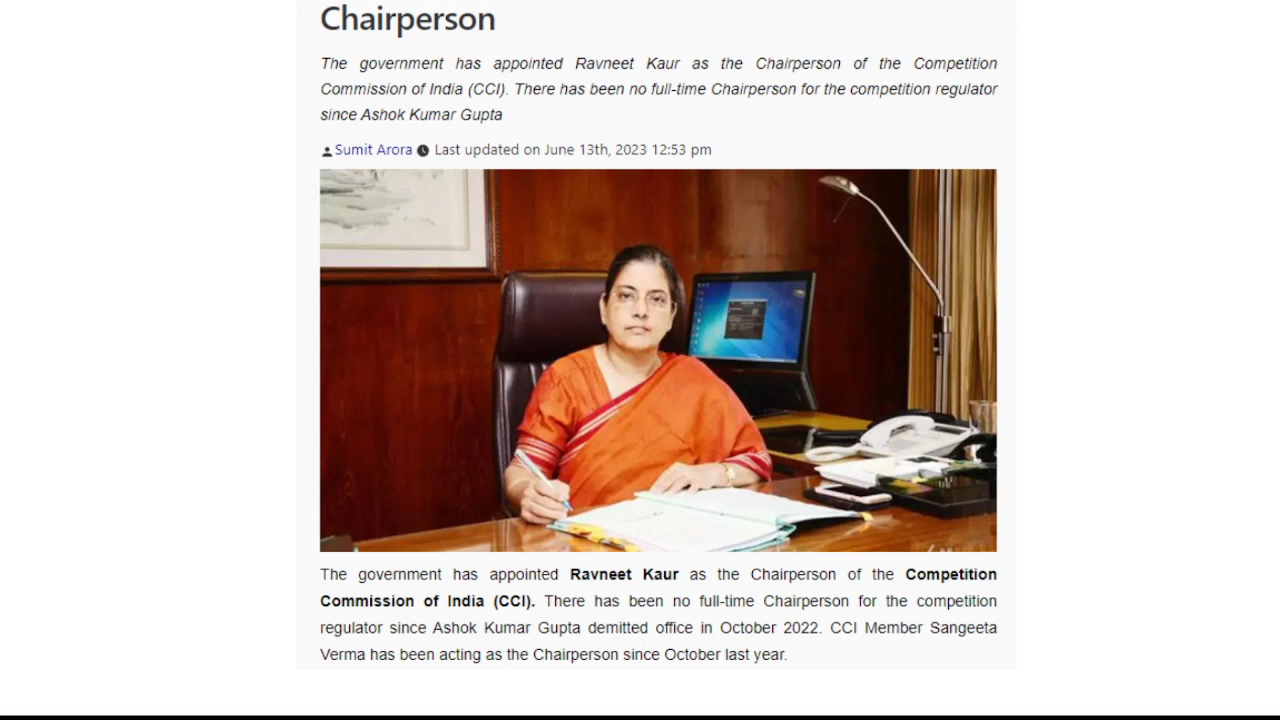 Chairperson
The government has appointed Ravneet Kaur as the Chairperson of the Competition
Commission of India (CCI). There has been no full-time Chairperson for the competition regulator
since Ashok Kumar Gupta
Sumit Arora Last updated on June 13th, 2023 12:53 pm
The government has appointed Ravneet Kaur as the Chairperson of the Competition
Commission of India (CCI). There has been no full-time Chairperson for the competition
regulator since Ashok Kumar Gupta demitted office in October 2022. CCI Member Sangeeta
Verma has been acting as the Chairperson since October last year.